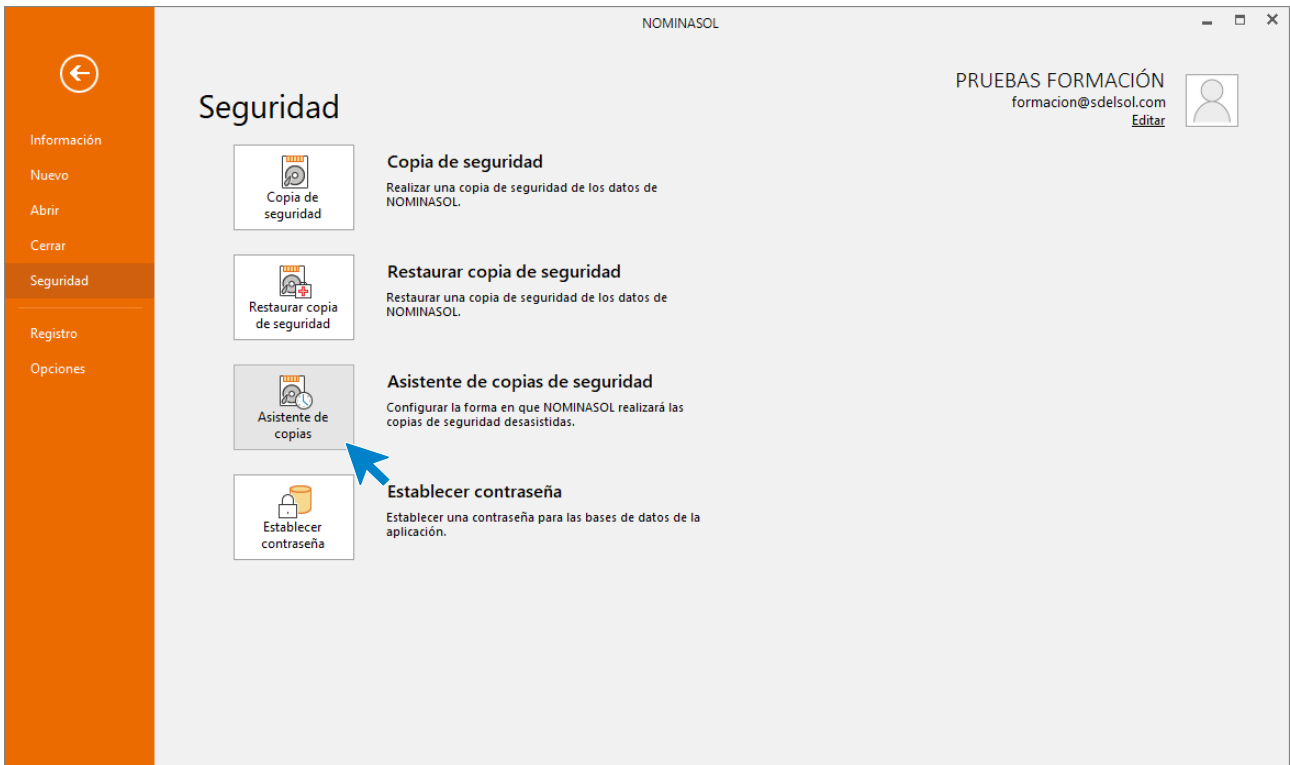 NOMINASOL
PRUEBAS FORMACIÓN
formacion@sdelsol.com
Editar
Información
Nuevo
Abrir
Cerrar
Seguridad
Registro
Opciones
Seguridad
Copia de
seguridad
Copia de seguridad
Realizar una copia de seguridad de los datos de
NOMINASOL.
Restaurar copia
de seguridad
Restaurar copia de seguridad
Restaurar una copia de seguridad de los datos de
NOMINASOL.
Asistente de
copias
Asistente de copias de seguridad
Configurar la forma en que NOMINASOL realizará las
copias de seguridad desasistidas.
Establecer
contraseña
Establecer contraseña
Establecer una contraseña para las bases de datos de la
aplicación.